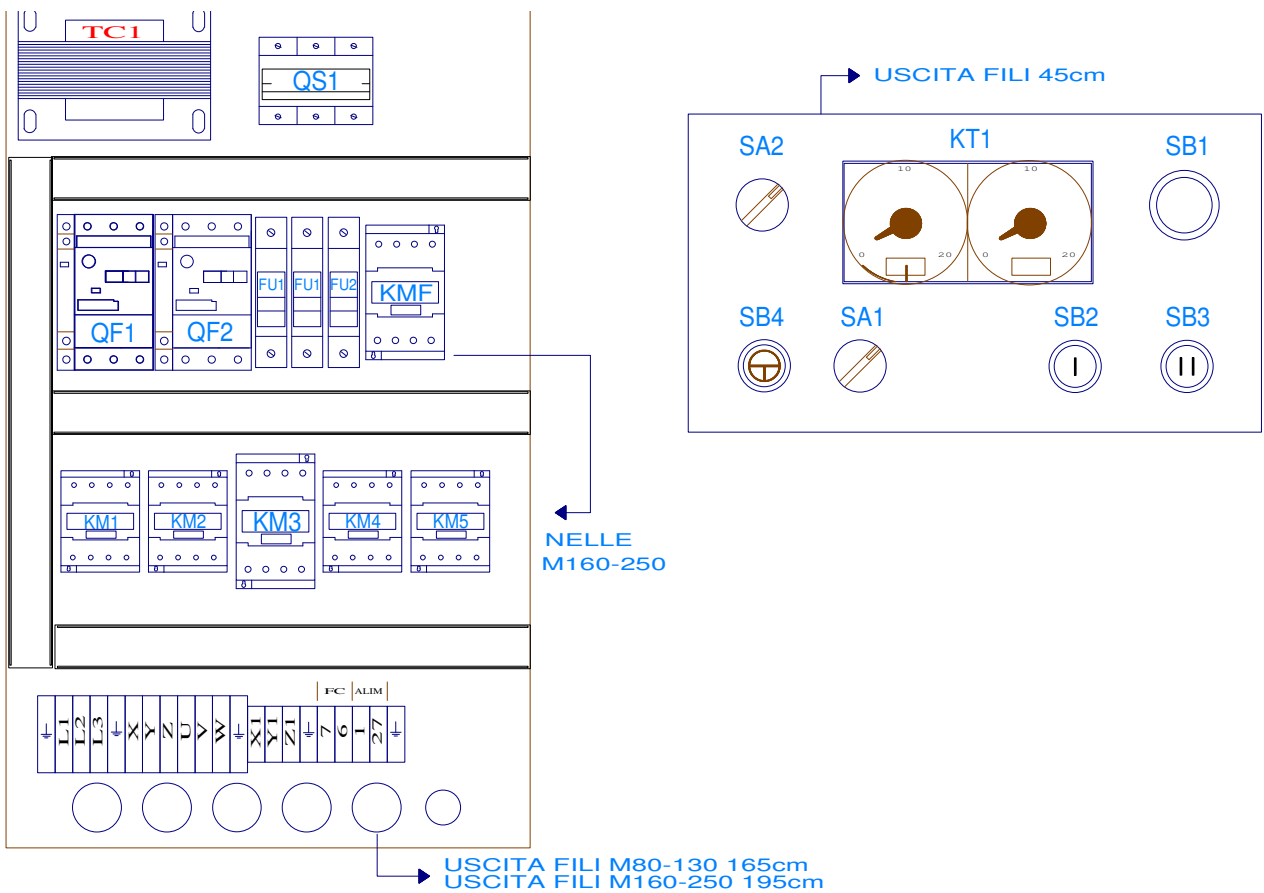 TC1
QS1
USCITA FILI 45cm
SA2
KT1
SB1
10
10
0
20
0
20
QF1
QF2
FU1
FU1
FU2
KMF
SB4
SA1
SB2
SB3
I
II
KM1
KM2
KM3
KM4
KM5
NELLE
M160-250
FC
ALIM
L1
L2
L3
X
Y
Z
U
V
W
X1
Y1
Z1
7
6
1
27
USCITA FILI M80-130 165cm
USCITA FILI M160-250 195cm